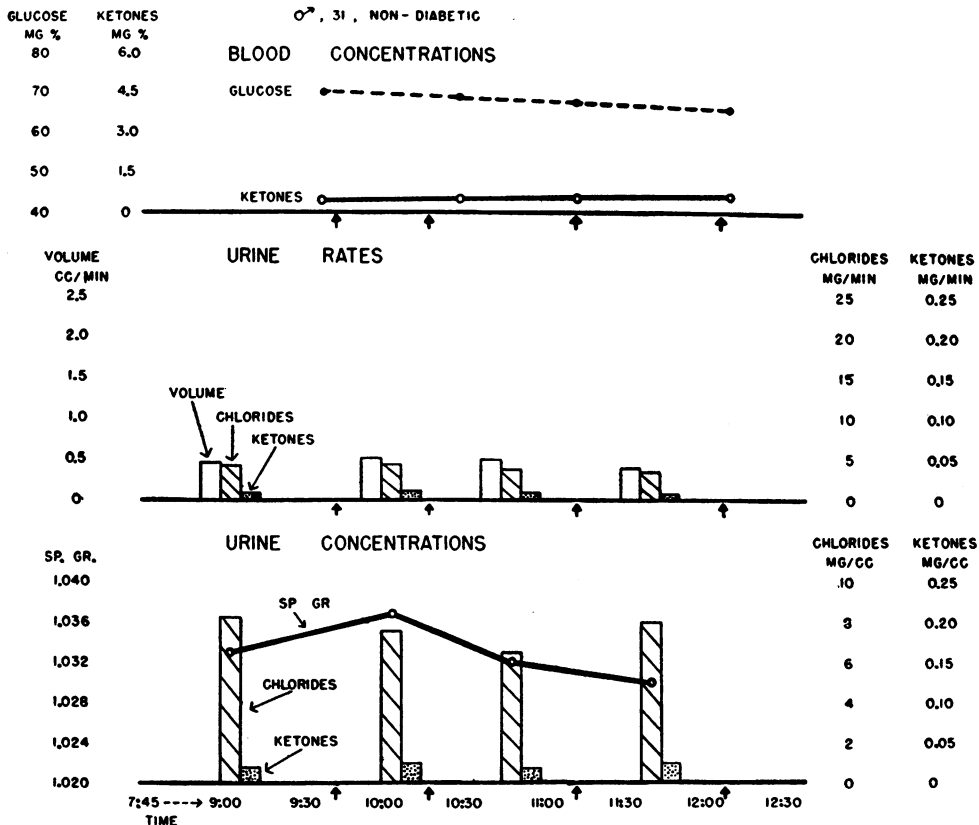 GLUCOSE KETONES ♂, 31, NON-DIABETIC
MG % MG %
80 6.0 BLOOD CONCENTRATIONS
70 4.5 GLUCOSE
60 3.0
50 1.5
KETONES
40 0
VOLUME URINE RATES CHLORIDES KETONES
CC/MIN MG/MIN MG/MIN
2.5 25 0.25
2.0 20 0.20
1.5 15 0.15
VOLUME
1.0 CHLORIDES 10 0.10
KETONES
0.5 5 0.05
0 0 0
URINE CONCENTRATIONS CHLORIDES KETONES
SP. GR. MG/CC MG/CC
1.040 10 0.25
SP GR
1.036 8 0.20
1.032 6 0.15
CHLORIDES
1.028 4 0.10
1.024 KETONES 2 0.05
1.020 0 0
7:45 ----> 9:00 9:30 10:00 10:30 11:00 11:30 12:00 12:30
TIME